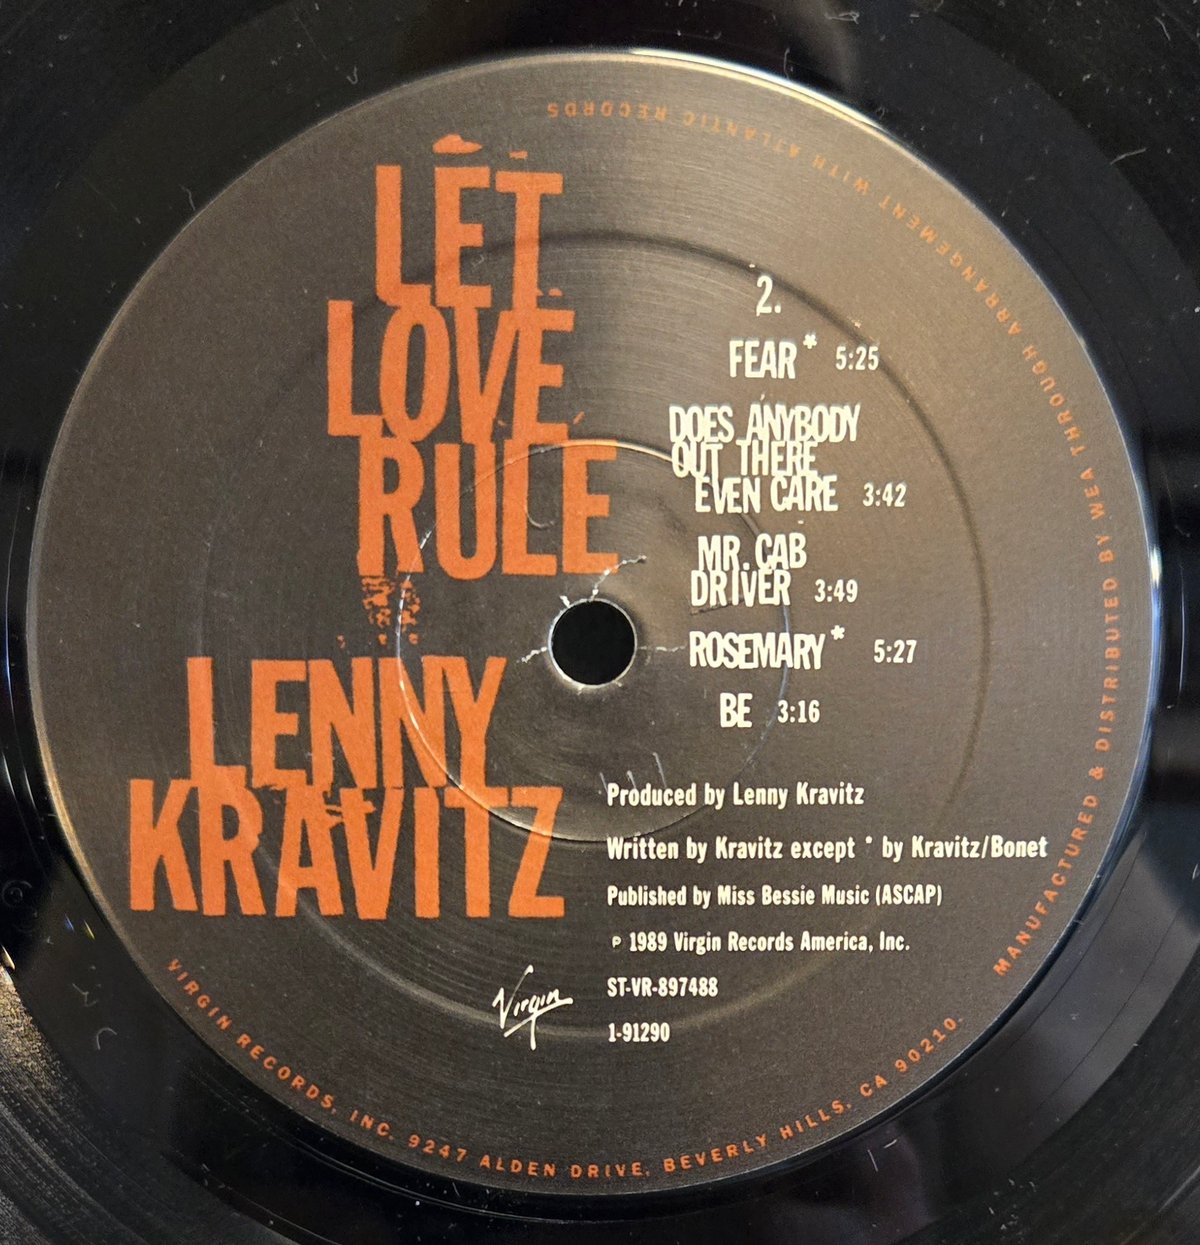 LET
LOVE
RULE
LENNY
KRAVITZ
2.
FEAR* 5:25
DOES ANYBODY
OUT THERE
EVEN CARE 3:42
MR. CAB
DRIVER 3:49
ROSEMARY* 5:27
BE 3:16
Produced by Lenny Kravitz
Written by Kravitz except * by Kravitz/Bonet
Published by Miss Bessie Music (ASCAP)
℗ 1989 Virgin Records America, Inc.
ST-VR-897488
1-91290
Virgin
VIRGIN RECORDS, INC. 9247 ALDEN DRIVE, BEVERLY HILLS, CA 90210.
MANUFACTURED & DISTRIBUTED BY WEA THROUGH ARRANGEMENT WITH ATLANTIC RECORDS